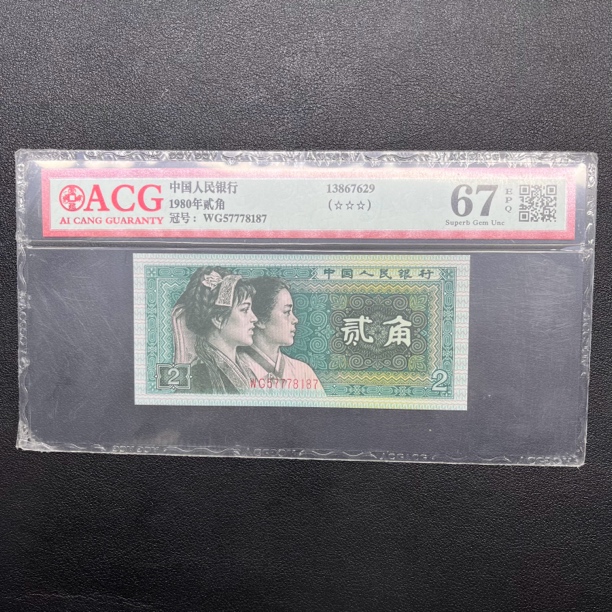 ACG
AI CANG GUARANTY
中国人民银行
1980年贰角
冠号: WG57778187
13867629
(☆☆☆)
67
EPQ
Superb Gem Unc
中国人民银行
贰角
WG57778187
2
2